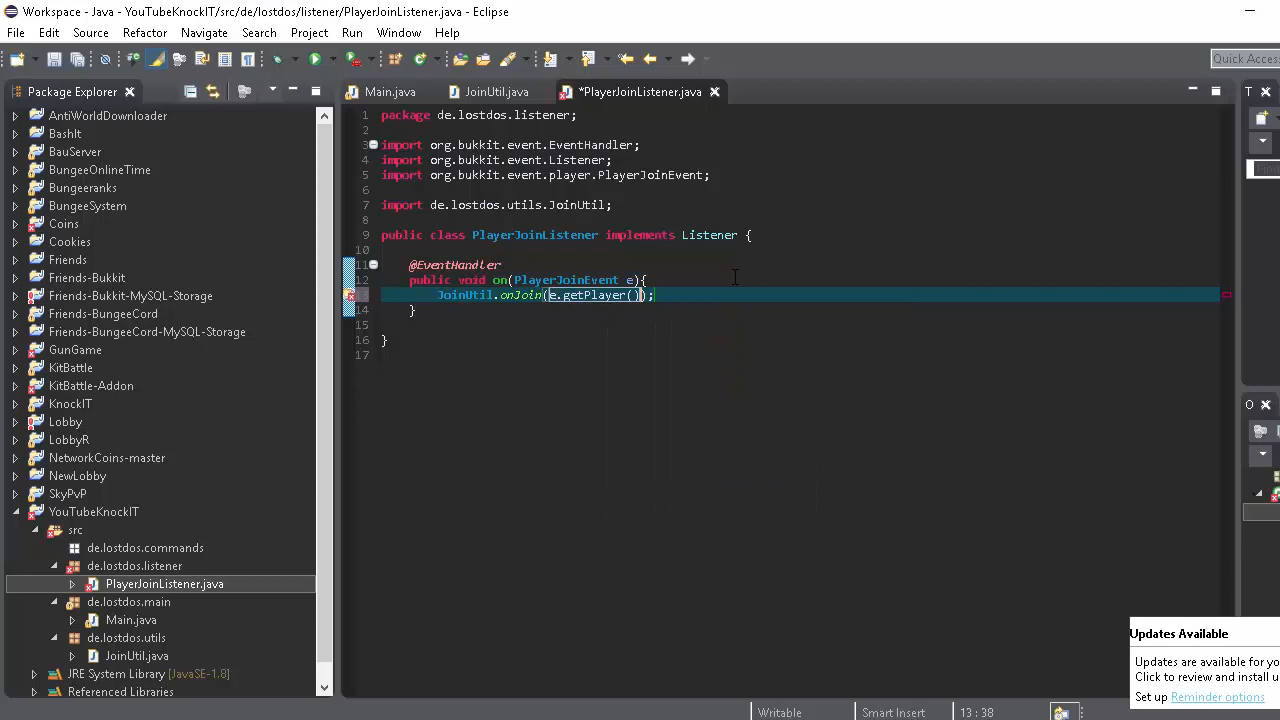 Workspace - Java - YouTubeKnockIT/src/de/lostdos/listener/PlayerJoinListener.java - Eclipse
File Edit Source Refactor Navigate Search Project Run Window Help
Quick Access
Package Explorer
Main.java JoinUtil.java *PlayerJoinListener.java
T
AntiWorldDownloader
BashIt
BauServer
BungeeOnlineTime
Bungeeranks
BungeeSystem
Coins
Cookies
Friends
Friends-Bukkit
Friends-Bukkit-MySQL-Storage
Friends-BungeeCord
Friends-BungeeCord-MySQL-Storage
GunGame
KitBattle
KitBattle-Addon
KnockIT
Lobby
LobbyR
NetworkCoins-master
NewLobby
SkyPvP
YouTubeKnockIT
src
de.lostdos.commands
de.lostdos.listener
PlayerJoinListener.java
de.lostdos.main
Main.java
de.lostdos.utils
JoinUtil.java
JRE System Library [JavaSE-1.8]
Referenced Libraries
1 package de.lostdos.listener;
2
3 import org.bukkit.event.EventHandler;
4 import org.bukkit.event.Listener;
5 import org.bukkit.event.player.PlayerJoinEvent;
6
7 import de.lostdos.utils.JoinUtil;
8
9 public class PlayerJoinListener implements Listener {
10
11 @EventHandler
12 public void on(PlayerJoinEvent e){
JoinUtil.onJoin(e.getPlayer());
14 }
15
16 }
17
O
Updates Available
Updates are available for yo
Click to review and install u
Set up Reminder options
Writable Smart Insert 13 : 38